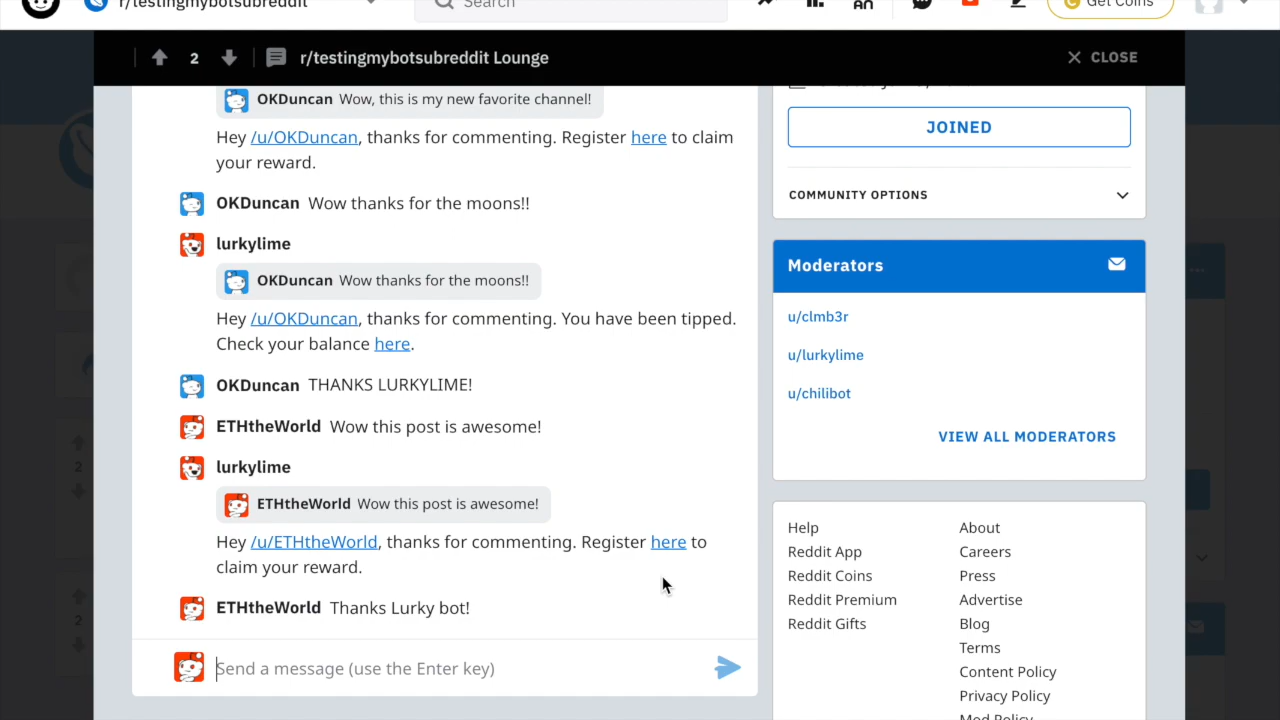 r/testingmybotsubreddit
Search
Get Coins
2
r/testingmybotsubreddit Lounge
CLOSE
OKDuncan Wow, this is my new favorite channel!
Hey /u/OKDuncan, thanks for commenting. Register here to claim
your reward.
OKDuncan Wow thanks for the moons!!
lurkylime
OKDuncan Wow thanks for the moons!!
Hey /u/OKDuncan, thanks for commenting. You have been tipped.
Check your balance here.
OKDuncan THANKS LURKYLIME!
ETHtheWorld Wow this post is awesome!
lurkylime
ETHtheWorld Wow this post is awesome!
Hey /u/ETHtheWorld, thanks for commenting. Register here to
claim your reward.
ETHtheWorld Thanks Lurky bot!
Send a message (use the Enter key)
JOINED
COMMUNITY OPTIONS
Moderators
u/clmb3r
u/lurkylime
u/chilibot
VIEW ALL MODERATORS
Help
Reddit App
Reddit Coins
Reddit Premium
Reddit Gifts
About
Careers
Press
Advertise
Blog
Terms
Content Policy
Privacy Policy
Mod Policy
2
2